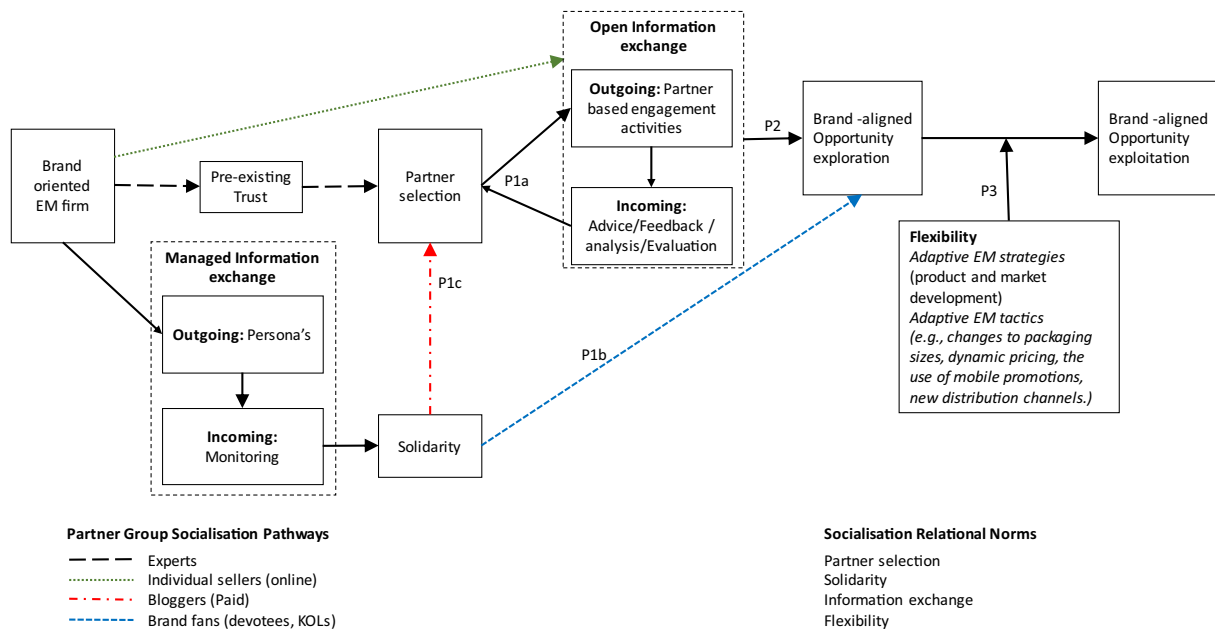 Open Information
exchange
Outgoing: Partner
based engagement
activities
P2
Brand -aligned
Opportunity
exploration
Brand -aligned
Opportunity
exploitation
Brand
oriented
EM firm
Pre-existing
Trust
Partner
selection
P1a
Incoming:
Advice/Feedback /
analysis/Evaluation
P3
Managed Information
exchange
Outgoing: Persona's
Incoming:
Monitoring
P1c
Solidarity
P1b
Flexibility
Adaptive EM strategies
(product and market
development)
Adaptive EM tactics
(e.g., changes to packaging
sizes, dynamic pricing, the
use of mobile promotions,
new distribution channels.)
Partner Group Socialisation Pathways
Experts
Individual sellers (online)
Bloggers (Paid)
Brand fans (devotees, KOLs)
Socialisation Relational Norms
Partner selection
Solidarity
Information exchange
Flexibility